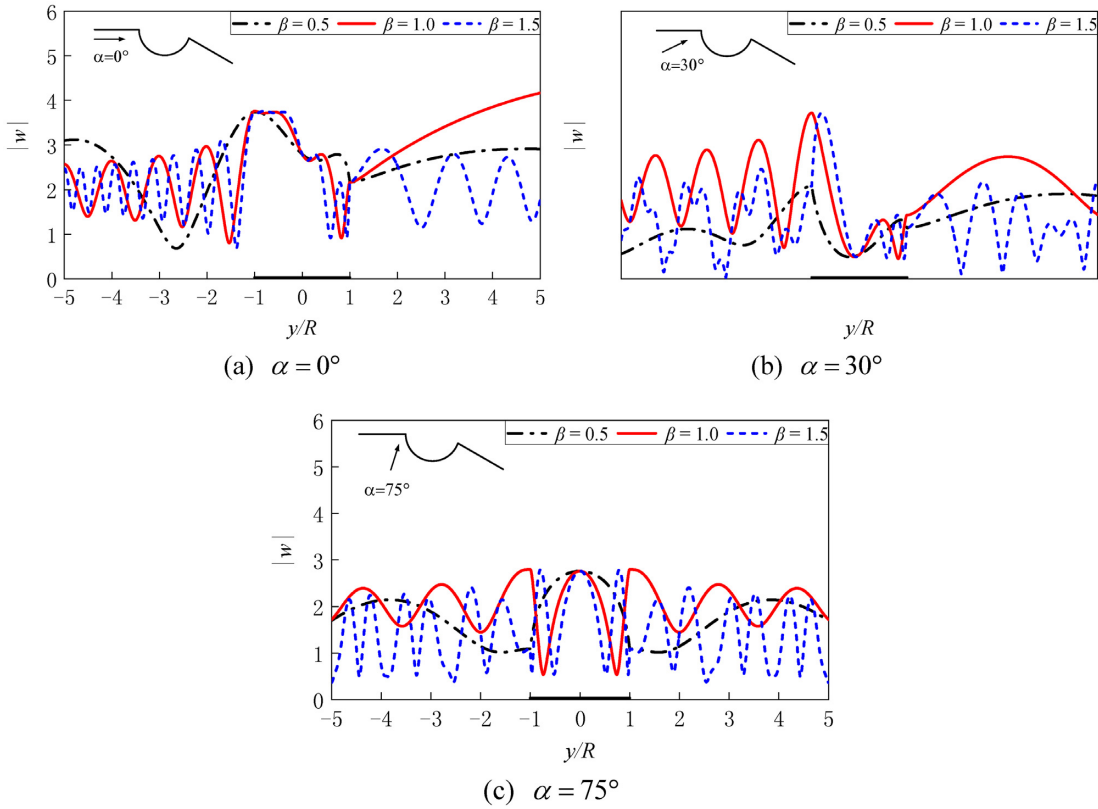 6
5
4
3
2
1
0
|w|
β = 0.5 β = 1.0 β = 1.5
α=0°
-5 -4 -3 -2 -1 0 1 2 3 4 5
y/R
(a) α = 0°
|w|
β = 0.5 β = 1.0 β = 1.5
α=30°
y/R
(b) α = 30°
6
5
4
3
2
1
0
|w|
β = 0.5 β = 1.0 β = 1.5
α=75°
-5 -4 -3 -2 -1 0 1 2 3 4 5
y/R
(c) α = 75°